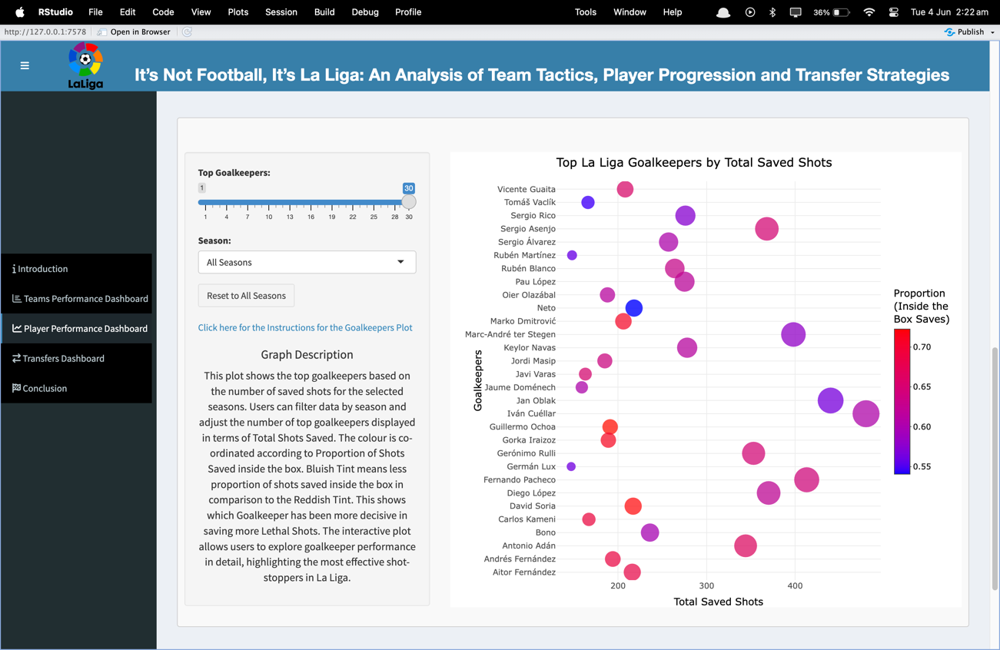 RStudio File Edit Code View Plots Session Build Debug Profile Tools Window Help 36% Tue 4 Jun 2:22 am
http://127.0.0.1:7578 Open in Browser Publish
LaLiga
It's Not Football, It's La Liga: An Analysis of Team Tactics, Player Progression and Transfer Strategies
Introduction
Teams Performance Dashboard
Player Performance Dashboard
Transfers Dashboard
Conclusion
Top Goalkeepers:
1 30
1 4 7 10 13 16 19 22 25 28 30
Season:
All Seasons
Reset to All Seasons
Click here for the Instructions for the Goalkeepers Plot
Graph Description
This plot shows the top goalkeepers based on
the number of saved shots for the selected
seasons. Users can filter data by season and
adjust the number of top goalkeepers displayed
in terms of Total Shots Saved. The colour is co-
ordinated according to Proportion of Shots
Saved inside the box. Bluish Tint means less
proportion of shots saved inside the box in
comparison to the Reddish Tint. This shows
which Goalkeeper has been more decisive in
saving more Lethal Shots. The interactive plot
allows users to explore goalkeeper performance
in detail, highlighting the most effective shot-
stoppers in La Liga.
Top La Liga Goalkeepers by Total Saved Shots
Goalkeepers
Vicente Guaita
Tomáš Vaclík
Sergio Rico
Sergio Asenjo
Sergio Álvarez
Rubén Martínez
Rubén Blanco
Pau López
Oier Olazábal
Neto
Marko Dmitrović
Marc-André ter Stegen
Keylor Navas
Jordi Masip
Javi Varas
Jaume Doménech
Jan Oblak
Iván Cuéllar
Guillermo Ochoa
Gorka Iraizoz
Gerónimo Rulli
Germán Lux
Fernando Pacheco
Diego López
David Soria
Carlos Kameni
Bono
Antonio Adán
Andrés Fernández
Aitor Fernández
200 300 400
Total Saved Shots
Proportion
(Inside the
Box Saves)
0.70
0.65
0.60
0.55